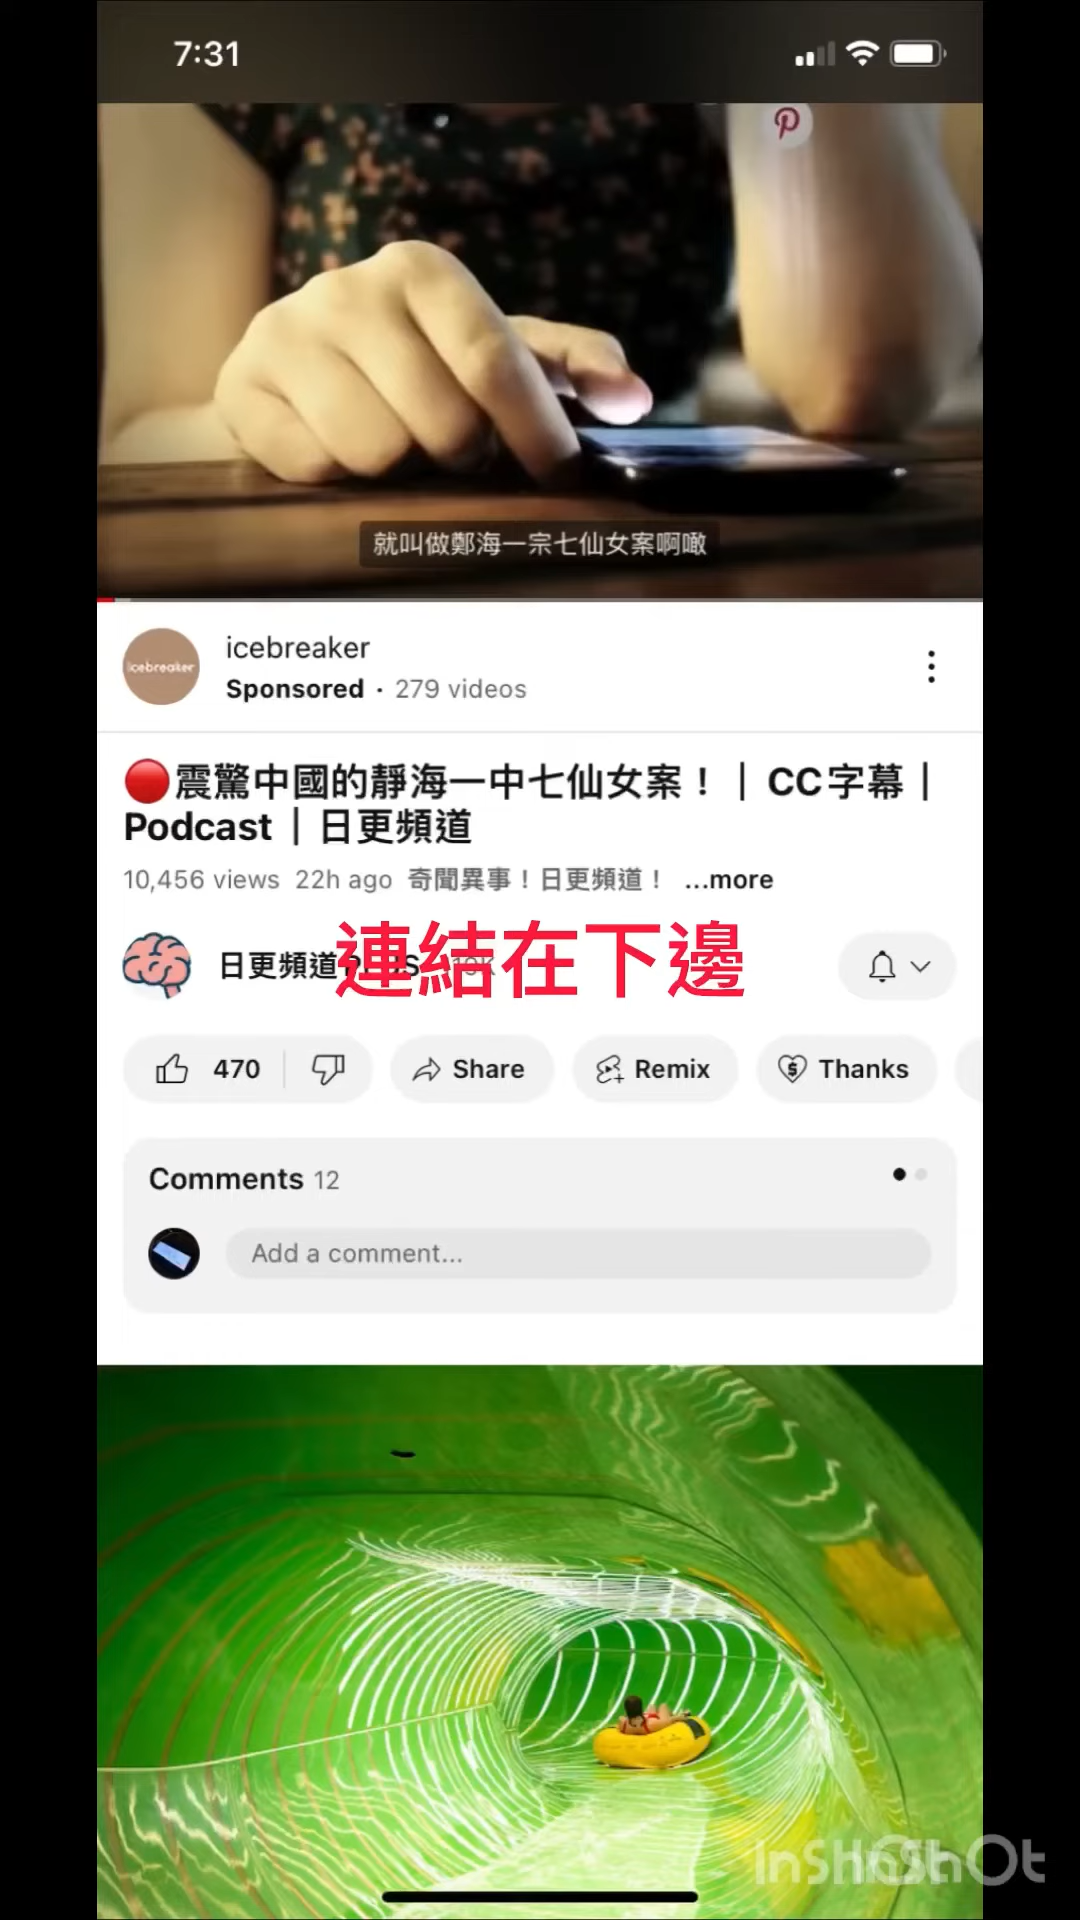 7:31
就叫做鄭海一宗七仙女案啊噉
icebreaker
icebreaker
Sponsored · 279 videos
🔴震驚中國的靜海一中七仙女案！｜ CC字幕｜
Podcast｜日更頻道
10,456 views 22h ago 奇聞異事！日更頻道！ ...more
日更頻道
連結在下邊
470
Share
Remix
Thanks
Comments 12
Add a comment...
InShOt